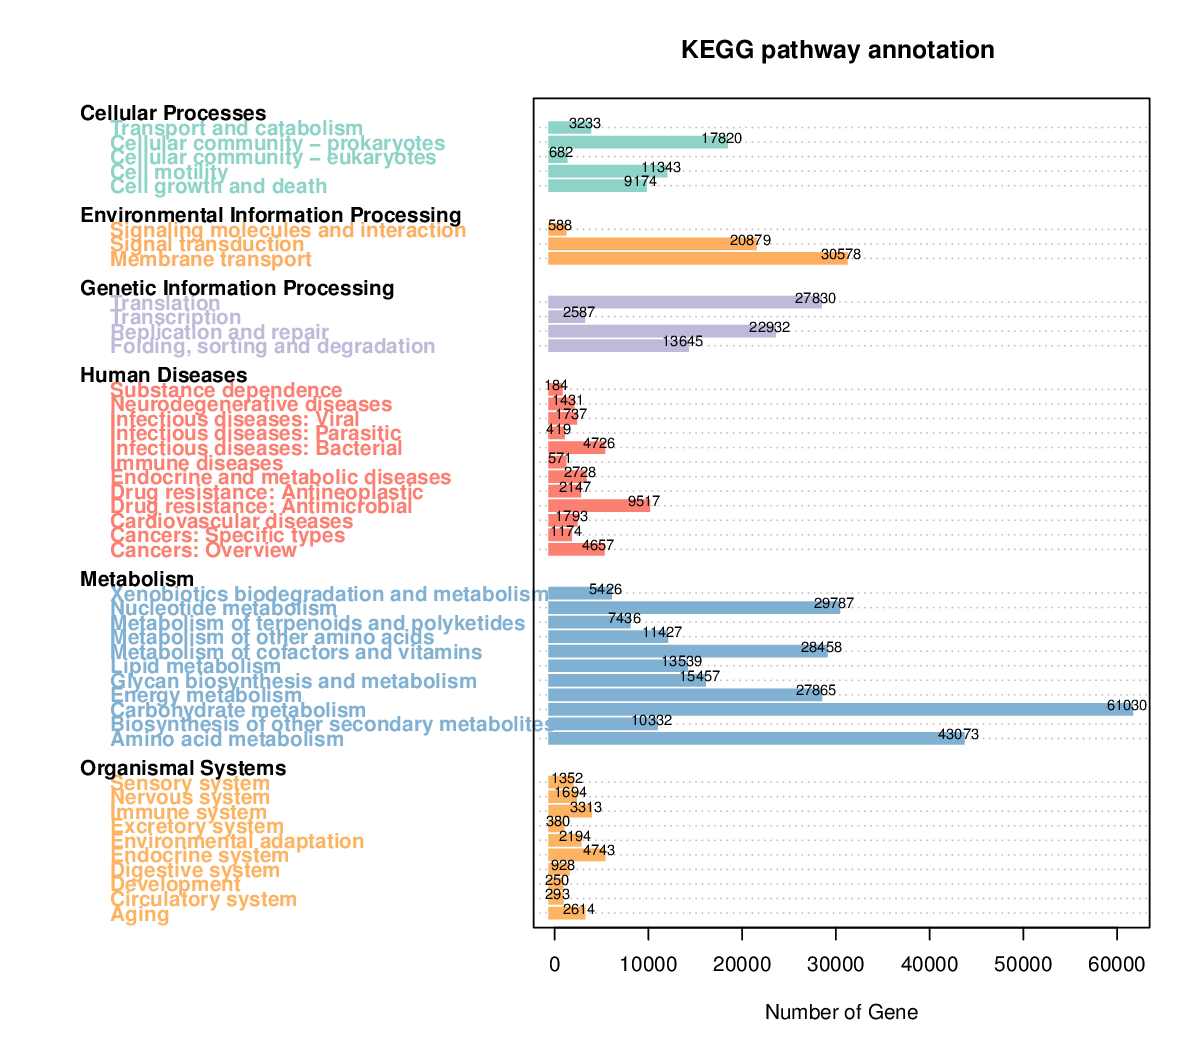 KEGG pathway annotation
Cellular Processes
Transport and catabolism 3233
Cellular community – prokaryotes 17820
Cellular community – eukaryotes 682
Cell motility 11343
Cell growth and death 9174
Environmental Information Processing
Signaling molecules and interaction 588
Signal transduction 20879
Membrane transport 30578
Genetic Information Processing
Translation 27830
Transcription 2587
Replication and repair 22932
Folding, sorting and degradation 13645
Human Diseases
Substance dependence 184
Neurodegenerative diseases 1431
Infectious diseases: Viral 1737
Infectious diseases: Parasitic 419
Infectious diseases: Bacterial 4726
Immune diseases 571
Endocrine and metabolic diseases 2728
Drug resistance: Antineoplastic 2147
Drug resistance: Antimicrobial 9517
Cardiovascular diseases 1793
Cancers: Specific types 1174
Cancers: Overview 4657
Metabolism
Xenobiotics biodegradation and metabolism 5426
Nucleotide metabolism 29787
Metabolism of terpenoids and polyketides 7436
Metabolism of other amino acids 11427
Metabolism of cofactors and vitamins 28458
Lipid metabolism 13539
Glycan biosynthesis and metabolism 15457
Energy metabolism 27865
Carbohydrate metabolism 61030
Biosynthesis of other secondary metabolites 10332
Amino acid metabolism 43073
Organismal Systems
Sensory system 1352
Nervous system 1694
Immune system 3313
Excretory system 380
Environmental adaptation 2194
Endocrine system 4743
Digestive system 928
Development 250
Circulatory system 293
Aging 2614
0 10000 20000 30000 40000 50000 60000
Number of Gene